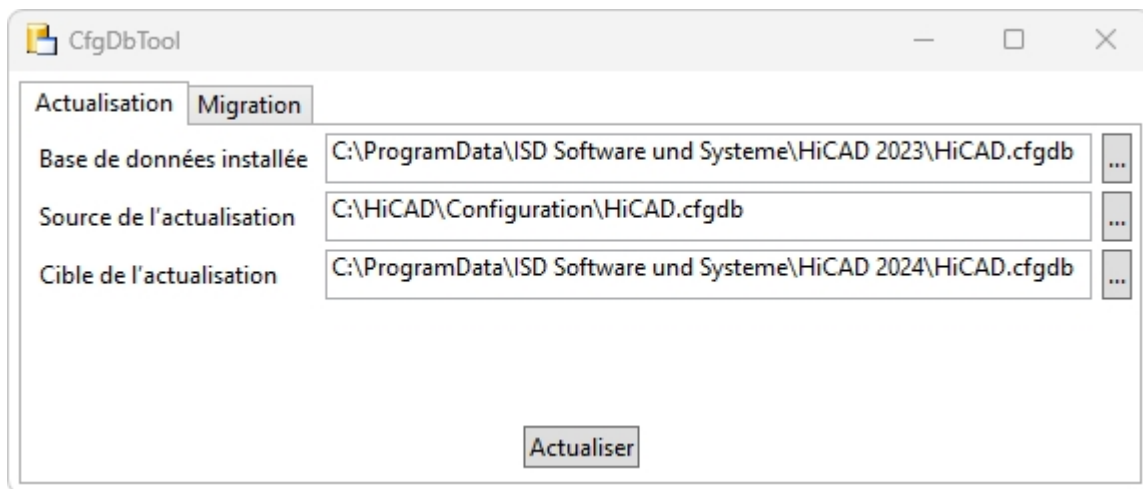 CfgDbTool
Actualisation Migration
Base de données installée C:\ProgramData\ISD Software und Systeme\HiCAD 2023\HiCAD.cfgdb ...
Source de l'actualisation C:\HiCAD\Configuration\HiCAD.cfgdb ...
Cible de l'actualisation C:\ProgramData\ISD Software und Systeme\HiCAD 2024\HiCAD.cfgdb ...
Actualiser